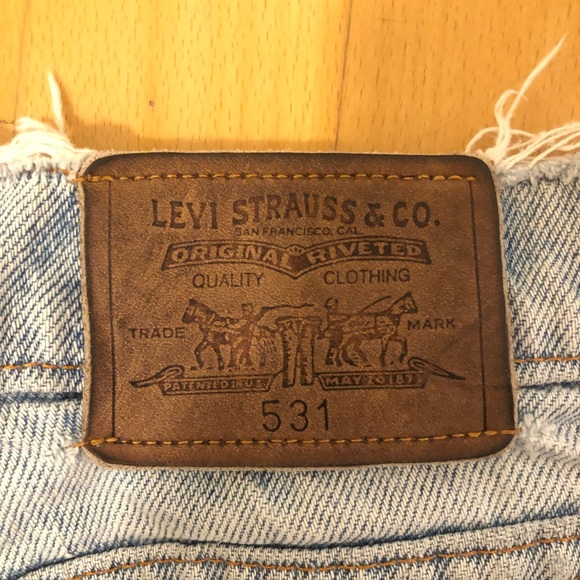 LEVI STRAUSS & CO.
SAN FRANCISCO, CAL.
ORIGINAL RIVETED
QUALITY CLOTHING
TRADE MARK
PATENTED IN U.S. MAY 20 1873
531